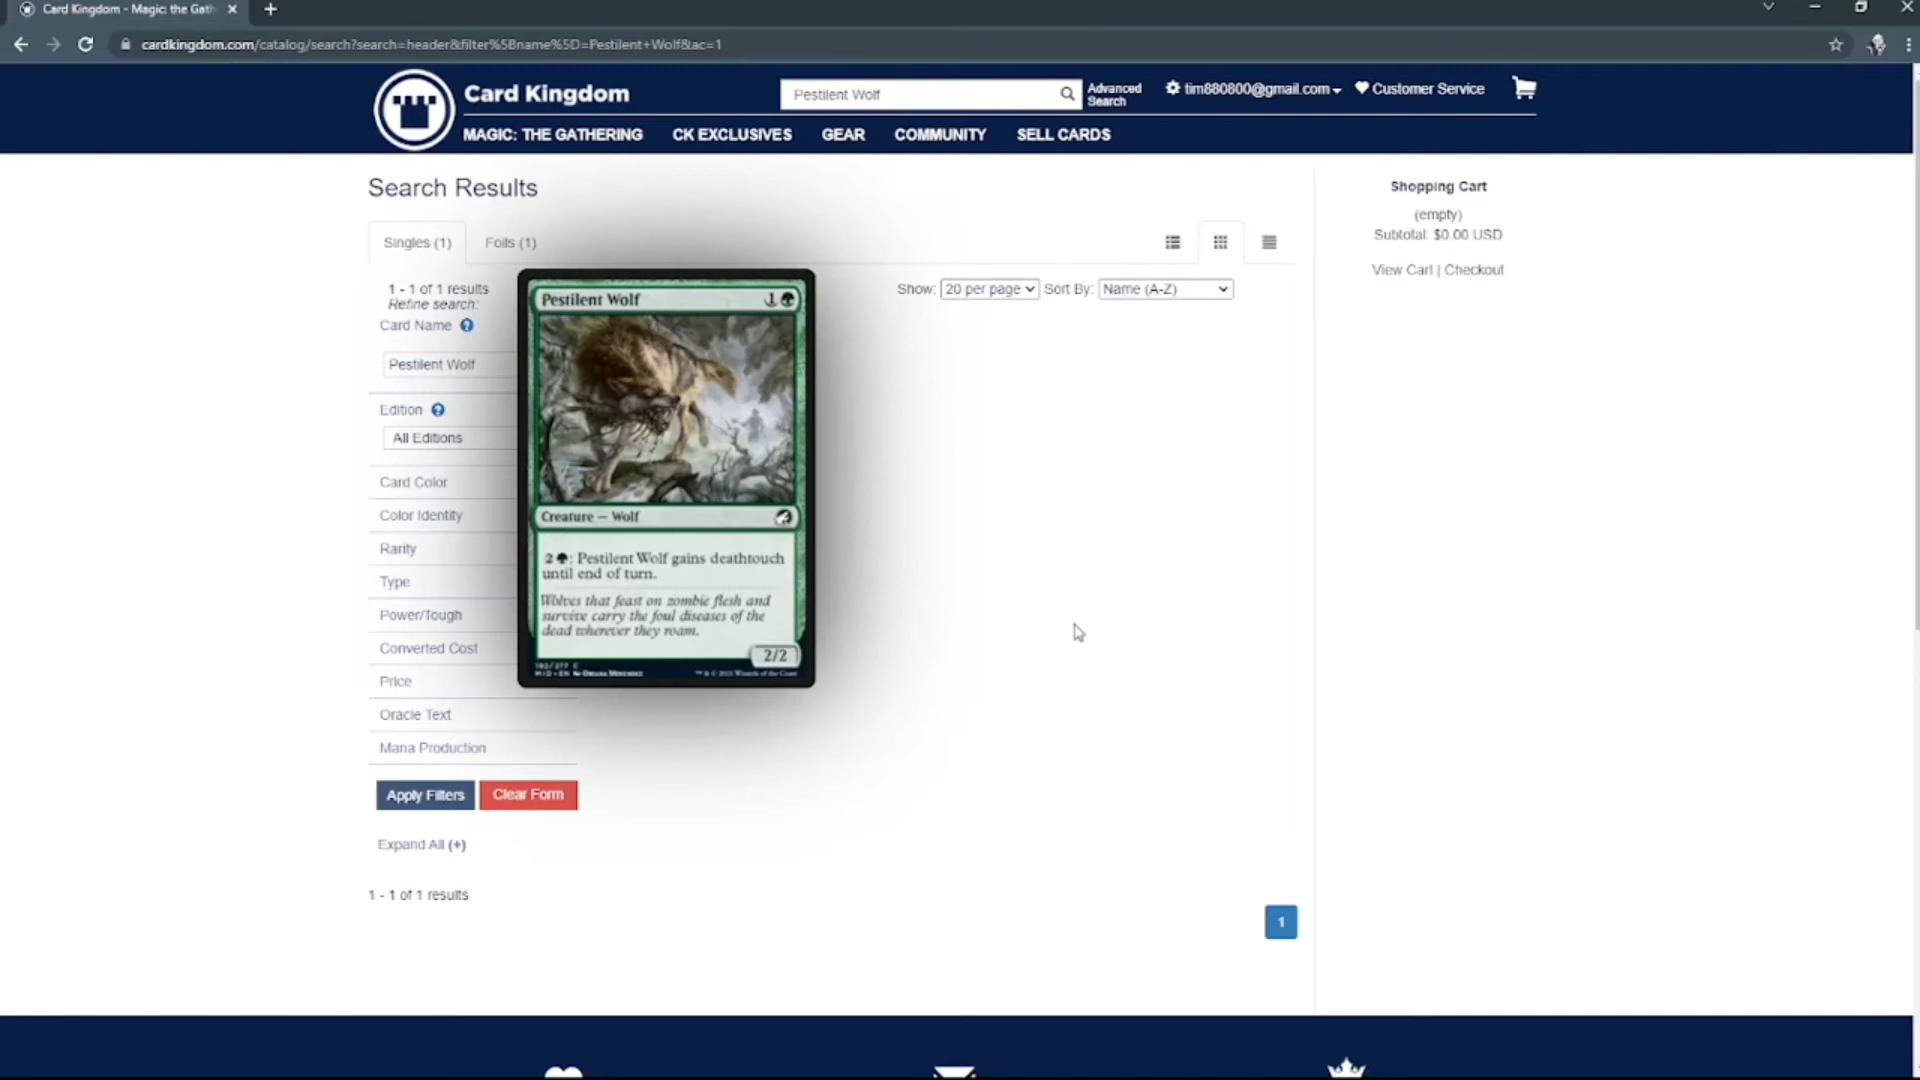 Card Kingdom - Magic: the Gath
cardkingdom.com/catalog/search?search=header&filter%5Bname%5D=Pestilent+Wolf&ac=1
Card Kingdom
Pestilent Wolf
Advanced Search
tim880800@gmail.com
Customer Service
MAGIC: THE GATHERING
CK EXCLUSIVES
GEAR
COMMUNITY
SELL CARDS
Search Results
Shopping Cart
(empty)
Subtotal: $0.00 USD
View Cart | Checkout
Singles (1)
Foils (1)
1 - 1 of 1 results
Show: 20 per page
Sort By: Name (A-Z)
Refine search:
Card Name
Pestilent Wolf
Edition
All Editions
Card Color
Color Identity
Rarity
Type
Power/Tough
Converted Cost
Price
Oracle Text
Mana Production
Pestilent Wolf
1
Creature — Wolf
2 : Pestilent Wolf gains deathtouch
until end of turn.
Wolves that feast on zombie flesh and
survive carry the foul diseases of the
dead wherever they roam.
2/2
Apply Filters
Clear Form
Expand All (+)
1 - 1 of 1 results
1